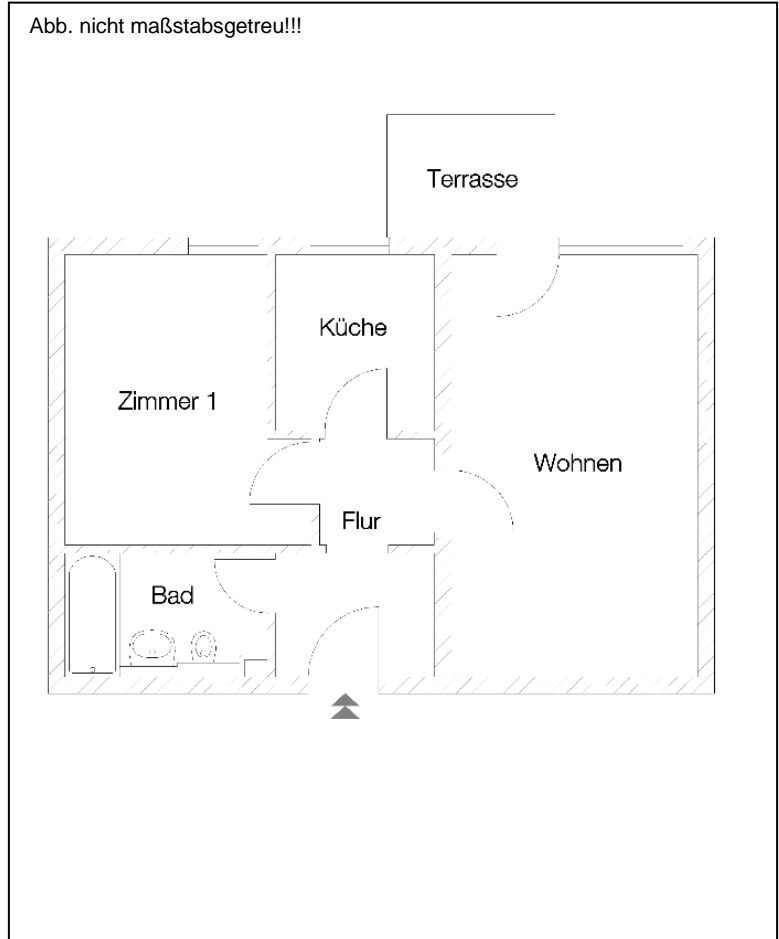 Abb. nicht maßstabsgetreu!!!
Terrasse
Küche
Zimmer 1
Wohnen
Flur
Bad